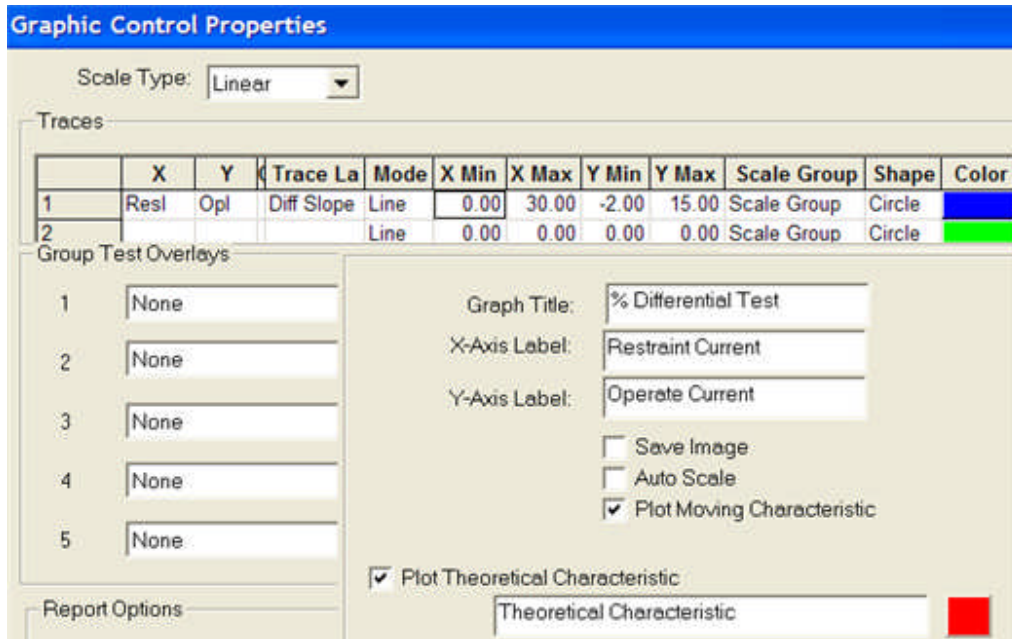 Graphic Control Properties
Scale Type: Linear
Traces
X Y Trace La Mode X Min X Max Y Min Y Max Scale Group Shape Color
1 ResI OpI Diff Slope Line 0.00 30.00 -2.00 15.00 Scale Group Circle
2 Line 0.00 0.00 0.00 0.00 Scale Group Circle
Group Test Overlays
1 None
2 None
3 None
4 None
5 None
Graph Title: % Differential Test
X-Axis Label: Restraint Current
Y-Axis Label: Operate Current
Save Image
Auto Scale
Plot Moving Characteristic
Plot Theoretical Characteristic
Theoretical Characteristic
Report Options